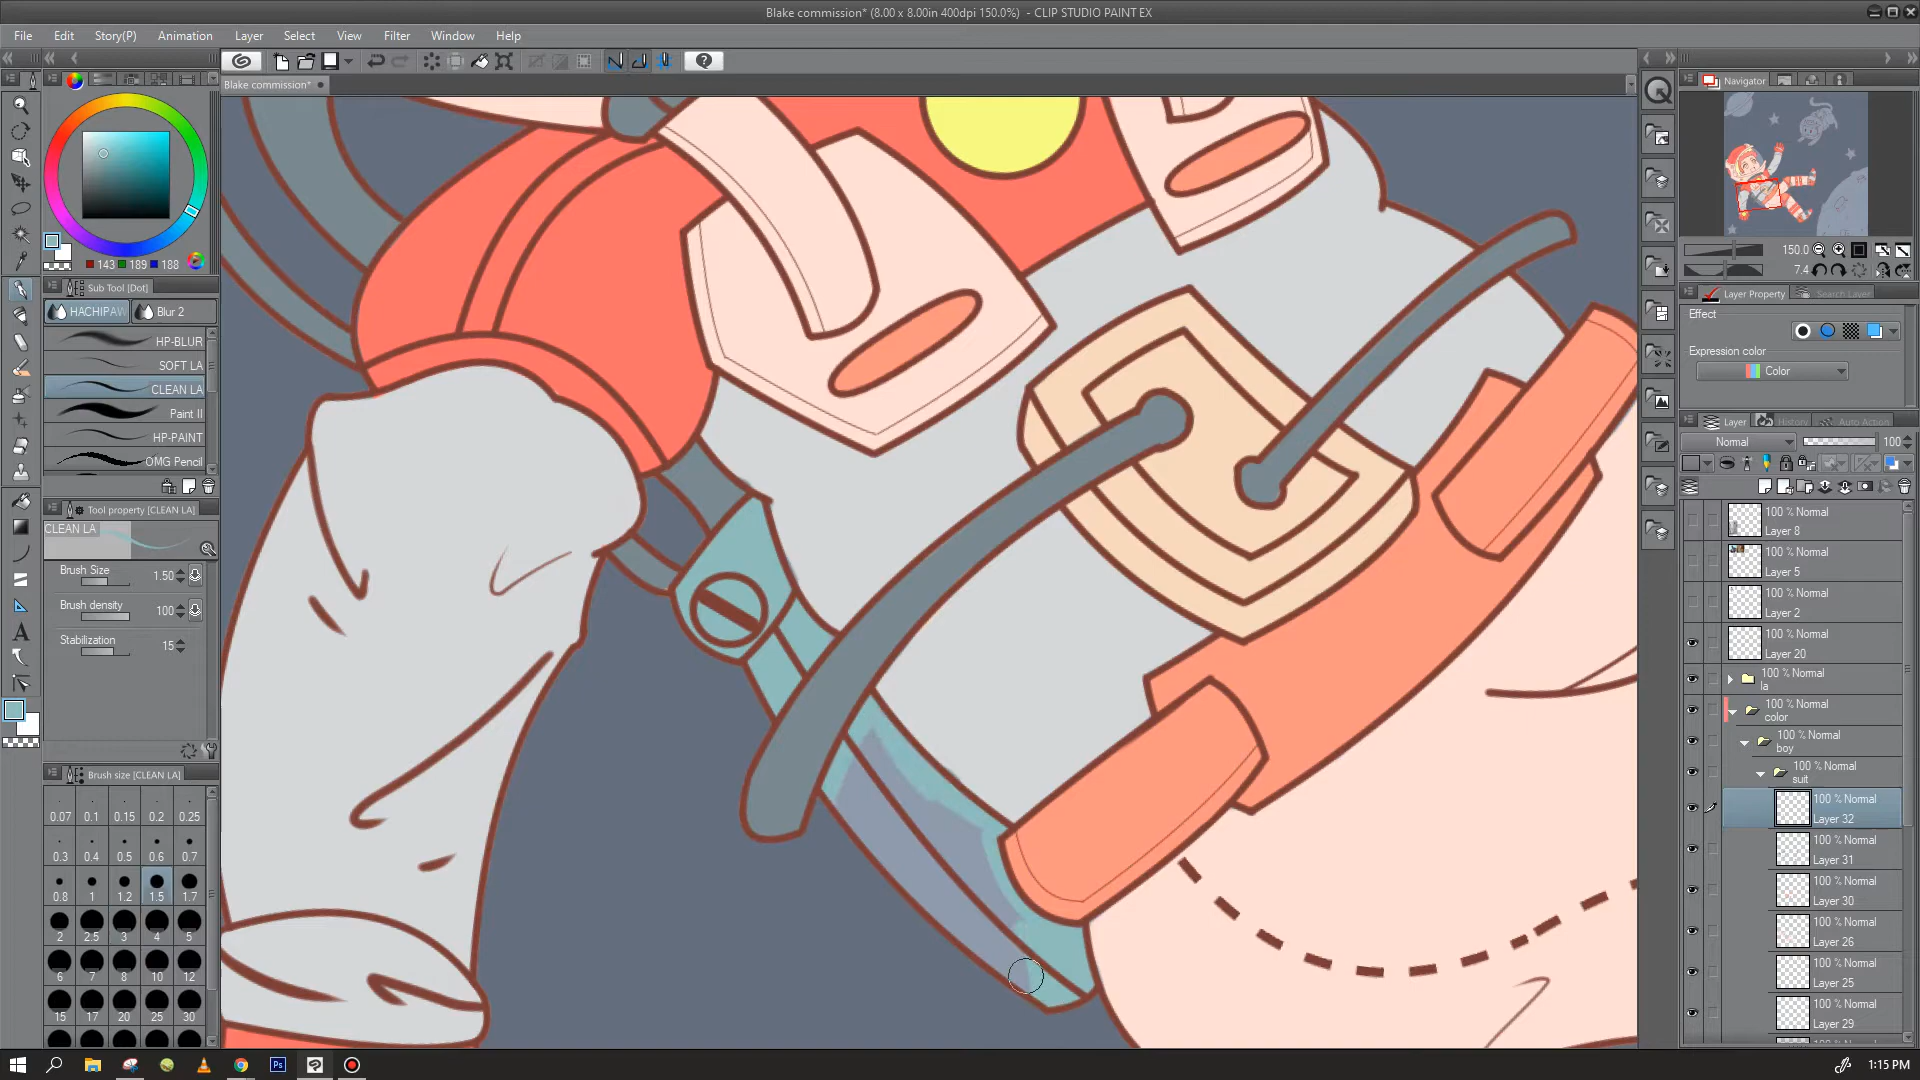 Blake commission* (8.00 x 8.00in 400dpi 150.0%)  - CLIP STUDIO PAINT EX
File Edit Story(P) Animation Layer Select View Filter Window Help
Blake commission*
Navigator
150.0
7.4
143 189 188
Sub Tool [Dot]
HACHIPAW Blur 2
HP-BLUR
SOFT LA
CLEAN LA
Paint II
HP-PAINT
OMG Pencil
Tool property [CLEAN LA]
CLEAN LA
Brush Size 1.50
Brush density 100
Stabilization 15
Brush size [CLEAN LA]
0.07 0.1 0.15 0.2 0.25
0.3 0.4 0.5 0.6 0.7
0.8 1 1.2 1.5 1.7
2 2.5 3 4 5
6 7 8 10 12
15 17 20 25 30
Layer Property Search Layer
Effect
Expression color
Color
Layer History Auto Action
Normal 100
100 % Normal
Layer 8
100 % Normal
Layer 5
100 % Normal
Layer 2
100 % Normal
Layer 20
100 % Normal
la
100 % Normal
color
100 % Normal
boy
100 % Normal
suit
100 % Normal
Layer 32
100 % Normal
Layer 31
100 % Normal
Layer 30
100 % Normal
Layer 26
100 % Normal
Layer 25
100 % Normal
Layer 29
Ps
1:15 PM